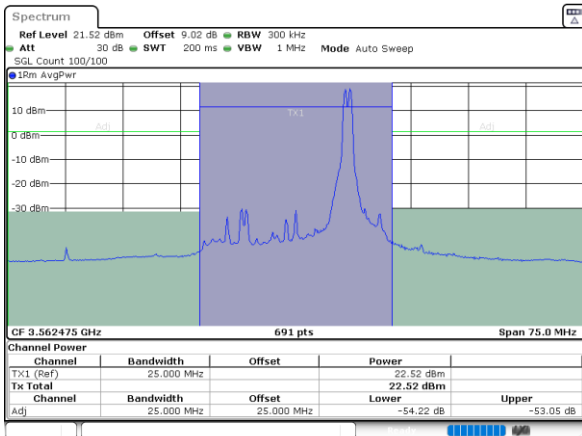 Spectrum
Ref Level 21.52 dBm Offset 9.02 dB RBW 300 kHz
Att 30 dB SWT 200 ms VBW 1 MHz Mode Auto Sweep
SGL Count 100/100
1Rm AvgPwr
10 dBm
TX1
Adj
Adj
0 dBm
-10 dBm
-20 dBm
-30 dBm
CF 3.562475 GHz 691 pts Span 75.0 MHz
Channel Power
Channel Bandwidth Offset Power
TX1 (Ref) 25.000 MHz 22.52 dBm
Tx Total 22.52 dBm
Channel Bandwidth Offset Lower Upper
Adj 25.000 MHz 25.000 MHz -54.22 dB -53.05 dB
Ready